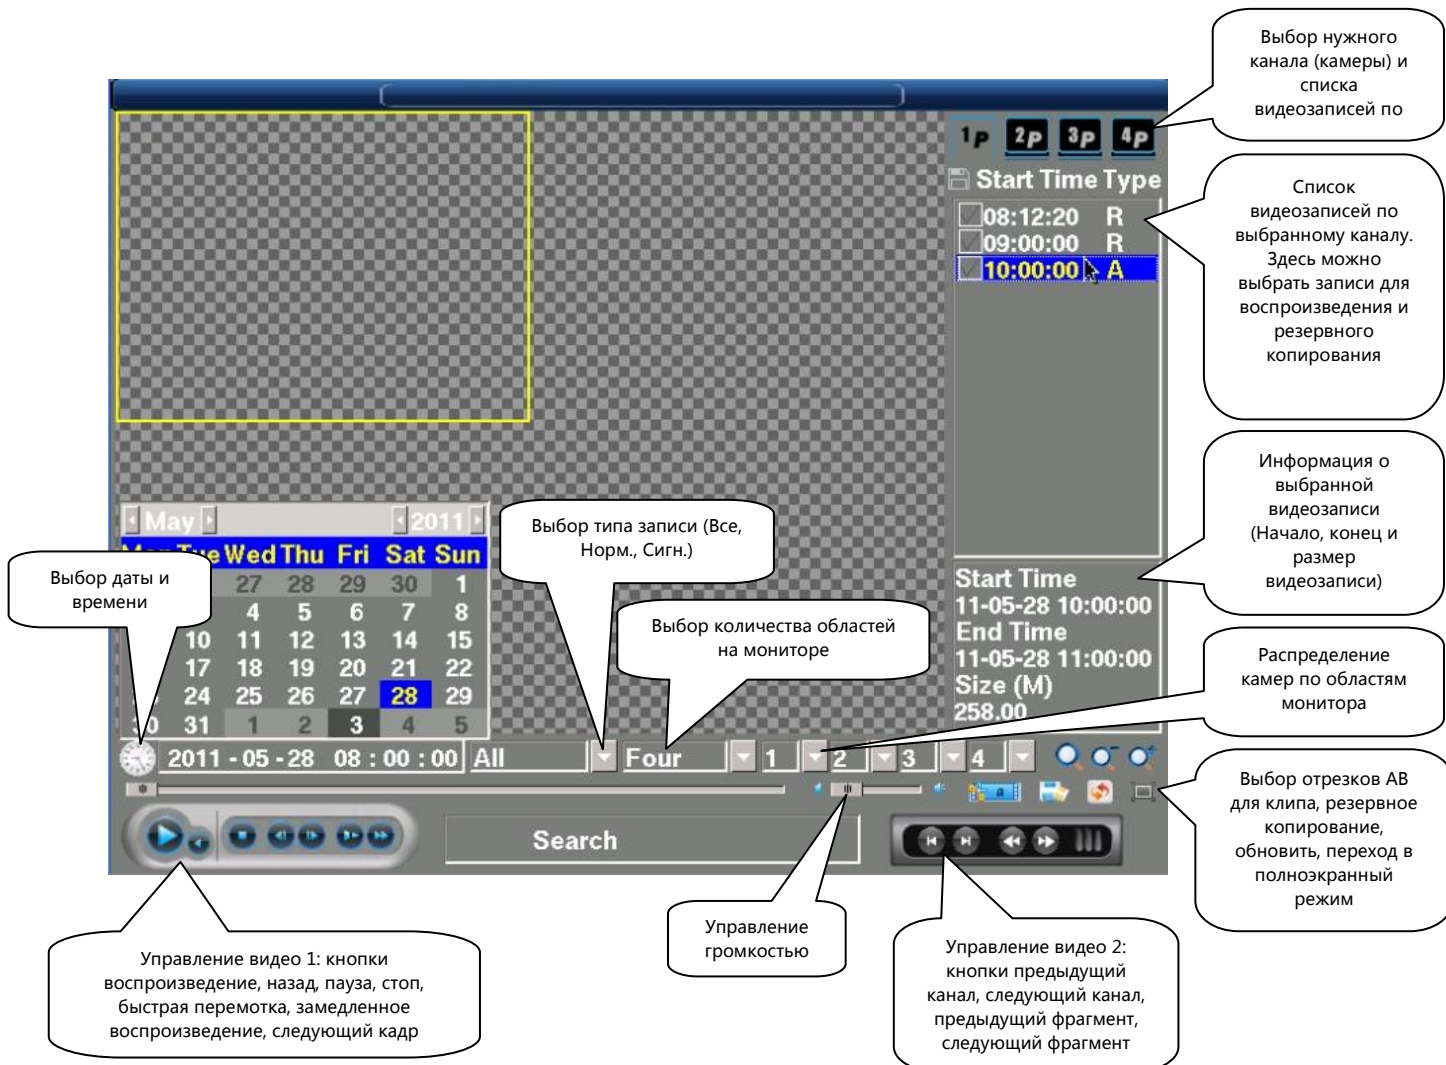 Выбор нужного
канала (камеры) и
списка
видеозаписей по
1P 2P 3P 4P
Start Time Type
08:12:20 R
09:00:00 R
10:00:00 A
Список
видеозаписей по
выбранному каналу.
Здесь можно
выбрать записи для
воспроизведения и
резервного
копирования
Информация о
выбранной
видеозаписи
(Начало, конец и
размер
видеозаписи)
Start Time
11-05-28 10:00:00
End Time
11-05-28 11:00:00
Size (M)
258.00
Распределение
камер по областям
монитора
Выбор типа записи (Все,
Норм., Сигн.)
Выбор количества областей
на мониторе
Выбор даты и
времени
May 2011
Wed Thu Fri Sat Sun
27 28 29 30 1
4 5 6 7 8
10 11 12 13 14 15
17 18 19 20 21 22
24 25 26 27 28 29
31 1 2 3 4 5
2011 - 05 - 28 08 : 00 : 00 All Four 1 2 3 4
a
Search
Выбор отрезков АВ
для клипа, резервное
копирование,
обновить, переход в
полноэкранный
режим
Управление
громкостью
Управление видео 1: кнопки
воспроизведение, назад, пауза, стоп,
быстрая перемотка, замедленное
воспроизведение, следующий кадр
Управление видео 2:
кнопки предыдущий
канал, следующий канал,
предыдущий фрагмент,
следующий фрагмент